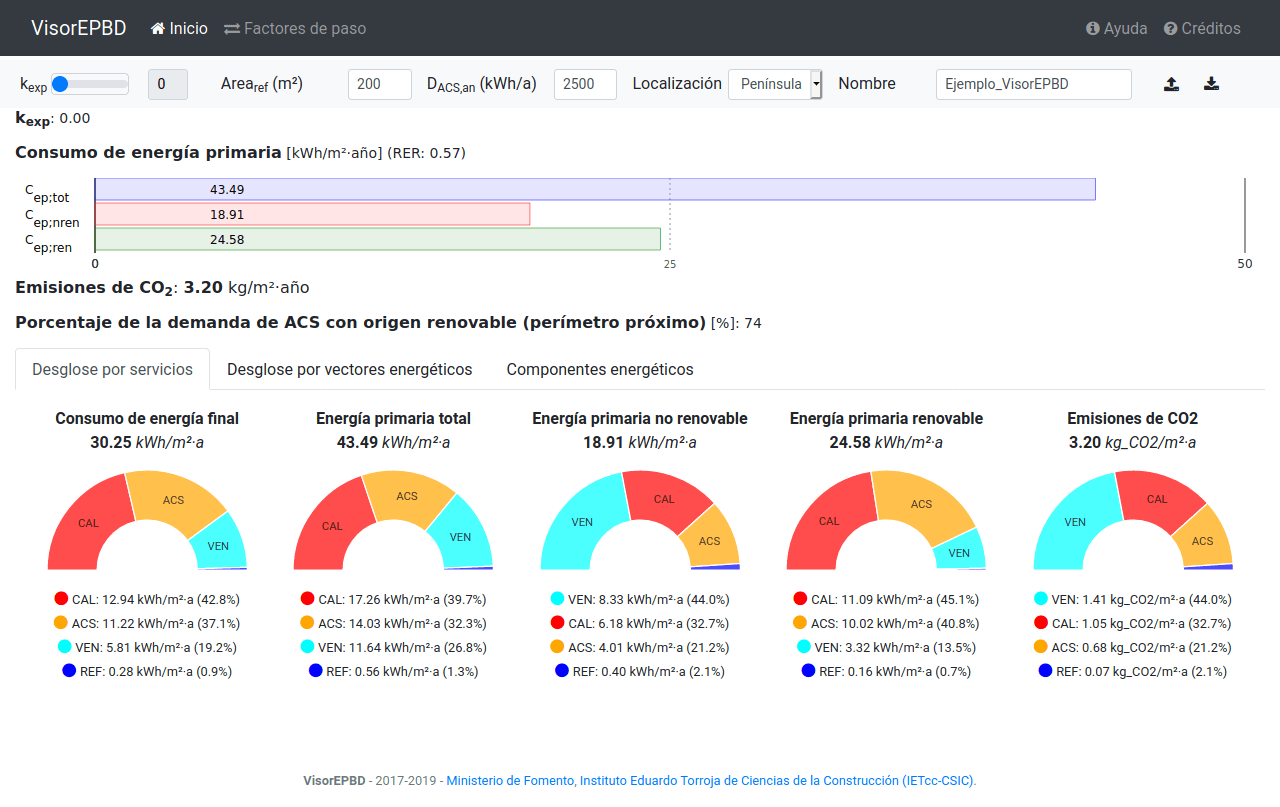 VisorEPBD Inicio Factores de paso Ayuda Créditos
kexp 0 Arearef (m²) 200 DACS,an (kWh/a) 2500 Localización Península Nombre Ejemplo_VisorEPBD
kexp: 0.00
Consumo de energía primaria [kWh/m²·año] (RER: 0.57)
Cep;tot 43.49
Cep;nren 18.91
Cep;ren 24.58
0 25 50
Emisiones de CO2: 3.20 kg/m²·año
Porcentaje de la demanda de ACS con origen renovable (perímetro próximo) [%]: 74
Desglose por servicios Desglose por vectores energéticos Componentes energéticos
Consumo de energía final
30.25 kWh/m²·a
CAL
ACS
VEN
CAL: 12.94 kWh/m²·a (42.8%)
ACS: 11.22 kWh/m²·a (37.1%)
VEN: 5.81 kWh/m²·a (19.2%)
REF: 0.28 kWh/m²·a (0.9%)
Energía primaria total
43.49 kWh/m²·a
CAL
ACS
VEN
CAL: 17.26 kWh/m²·a (39.7%)
ACS: 14.03 kWh/m²·a (32.3%)
VEN: 11.64 kWh/m²·a (26.8%)
REF: 0.56 kWh/m²·a (1.3%)
Energía primaria no renovable
18.91 kWh/m²·a
VEN
CAL
ACS
VEN: 8.33 kWh/m²·a (44.0%)
CAL: 6.18 kWh/m²·a (32.7%)
ACS: 4.01 kWh/m²·a (21.2%)
REF: 0.40 kWh/m²·a (2.1%)
Energía primaria renovable
24.58 kWh/m²·a
CAL
ACS
VEN
CAL: 11.09 kWh/m²·a (45.1%)
ACS: 10.02 kWh/m²·a (40.8%)
VEN: 3.32 kWh/m²·a (13.5%)
REF: 0.16 kWh/m²·a (0.7%)
Emisiones de CO2
3.20 kg_CO2/m²·a
VEN
CAL
ACS
VEN: 1.41 kg_CO2/m²·a (44.0%)
CAL: 1.05 kg_CO2/m²·a (32.7%)
ACS: 0.68 kg_CO2/m²·a (21.2%)
REF: 0.07 kg_CO2/m²·a (2.1%)
VisorEPBD - 2017-2019 - Ministerio de Fomento, Instituto Eduardo Torroja de Ciencias de la Construcción (IETcc-CSIC).